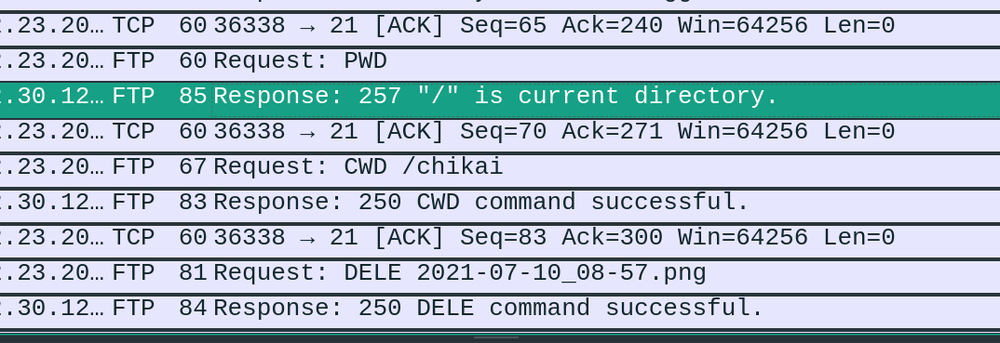 .23.20… TCP 60 36338 → 21 [ACK] Seq=65 Ack=240 Win=64256 Len=0
.23.20… FTP 60 Request: PWD
.30.12… FTP 85 Response: 257 "/" is current directory.
.23.20… TCP 60 36338 → 21 [ACK] Seq=70 Ack=271 Win=64256 Len=0
.23.20… FTP 67 Request: CWD /chikai
.30.12… FTP 83 Response: 250 CWD command successful.
.23.20… TCP 60 36338 → 21 [ACK] Seq=83 Ack=300 Win=64256 Len=0
.23.20… FTP 81 Request: DELE 2021-07-10_08-57.png
.30.12… FTP 84 Response: 250 DELE command successful.